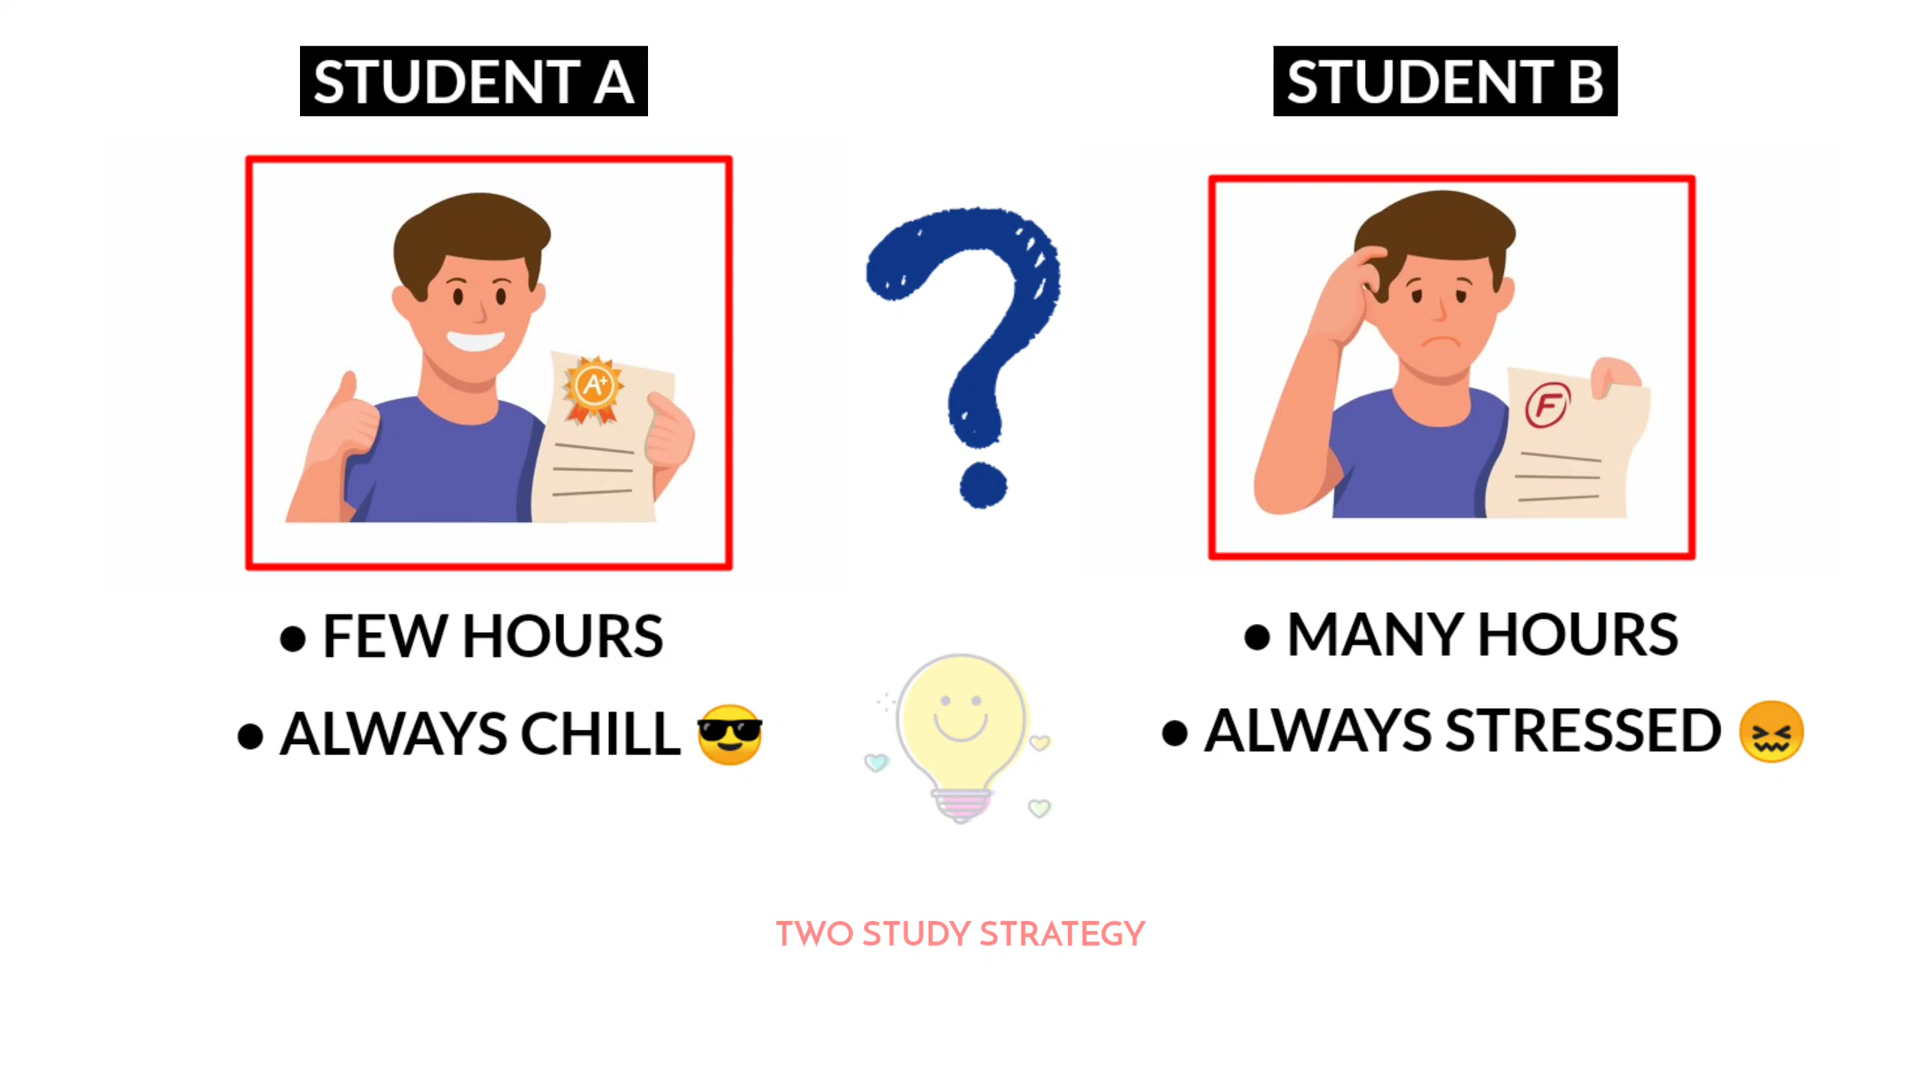 STUDENT A
STUDENT B
A+
F
● FEW HOURS
● ALWAYS CHILL 😎
● MANY HOURS
● ALWAYS STRESSED 😖
?
TWO STUDY STRATEGY